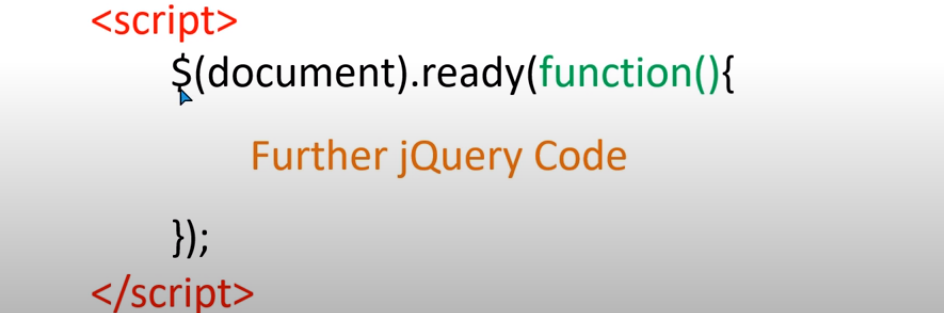 <script>
$(document).ready(function(){
Further jQuery Code
});
</script>